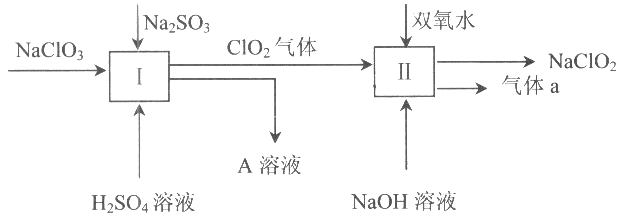 Na₂SO₃
双氧水
NaClO₃
I
ClO₂ 气体
II
NaClO₂
气体 a
A 溶液
H₂SO₄ 溶液
NaOH 溶液